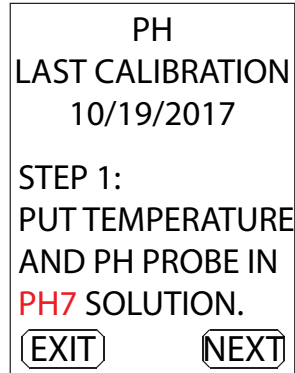 PH
LAST CALIBRATION
10/19/2017
STEP 1:
PUT TEMPERATURE
AND PH PROBE IN
PH7 SOLUTION.
EXIT NEXT